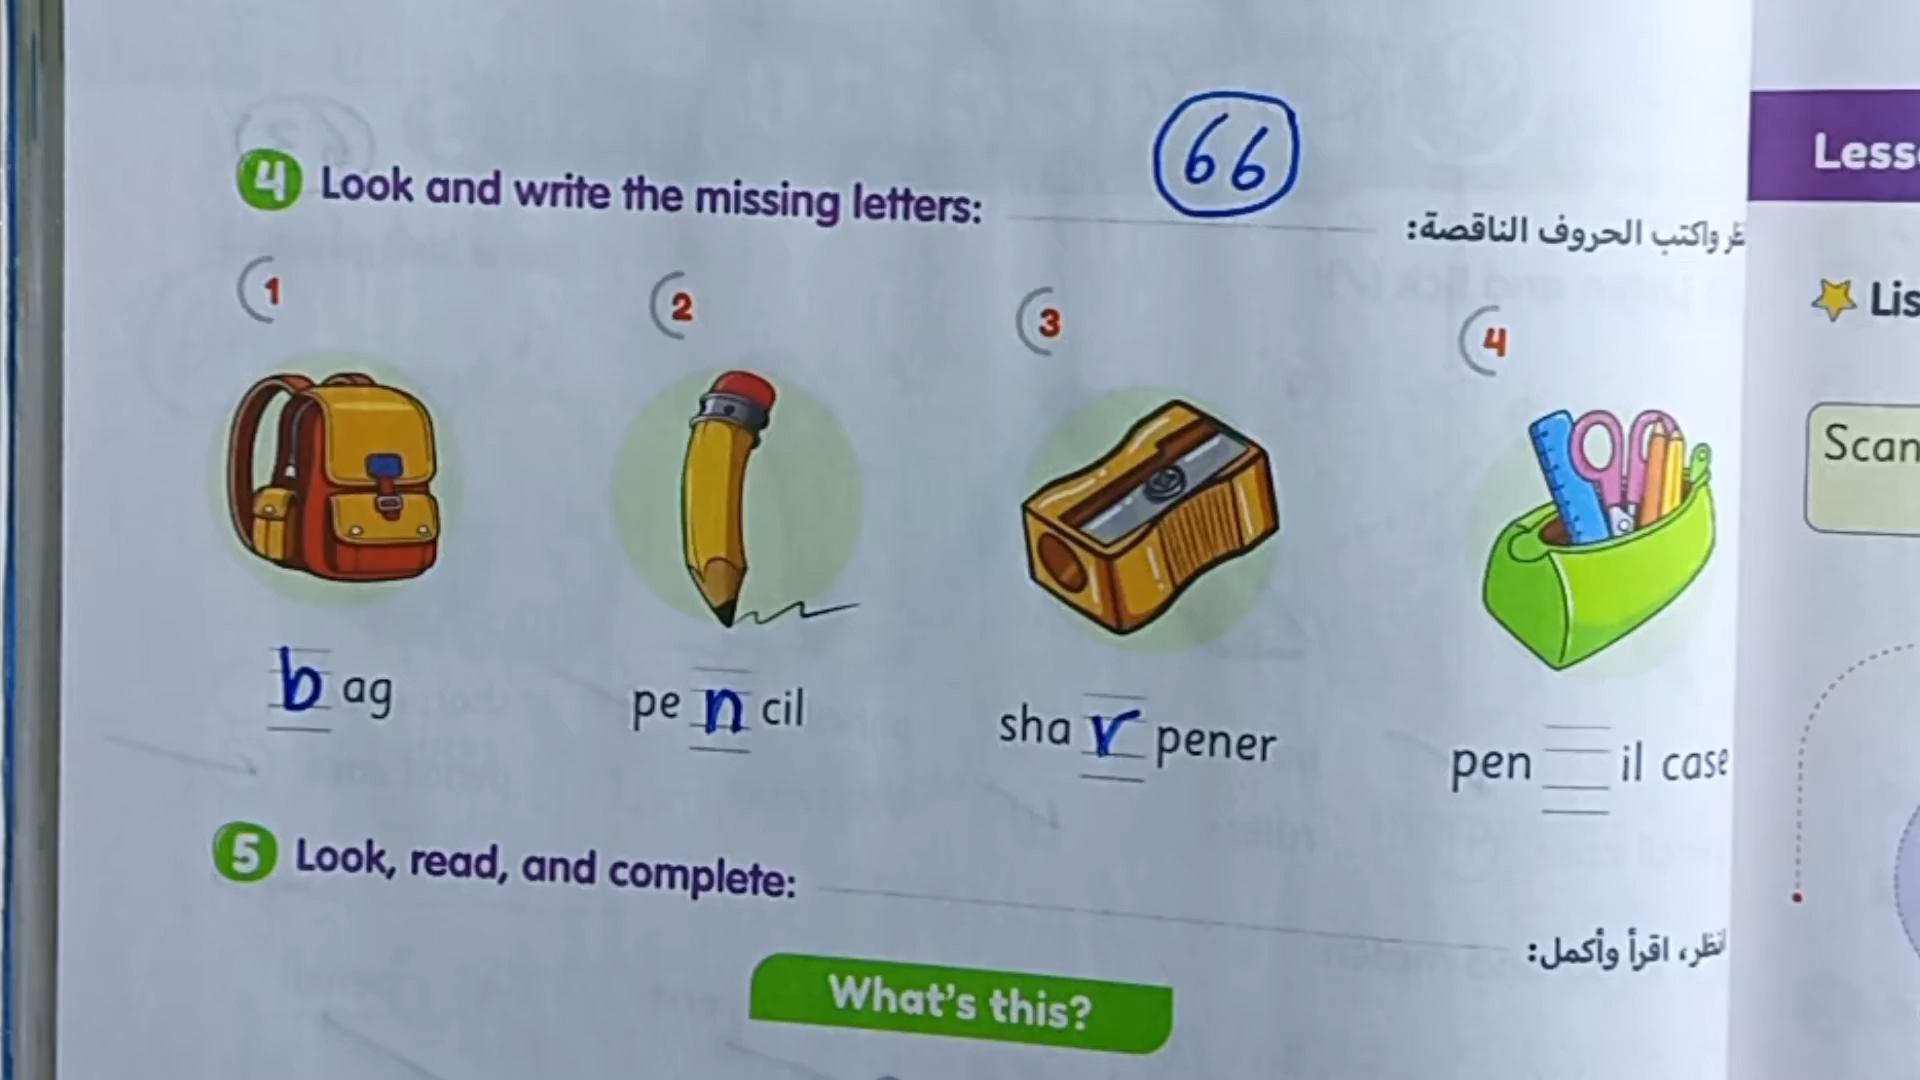 66
4 Look and write the missing letters:
واكتب الحروف الناقصة:
1
2
3
4
b ag
pe n cil
sha r pener
pen il case
5 Look, read, and complete:
انظر، اقرأ وأكمل:
What's this?
Less
Lis
Scan